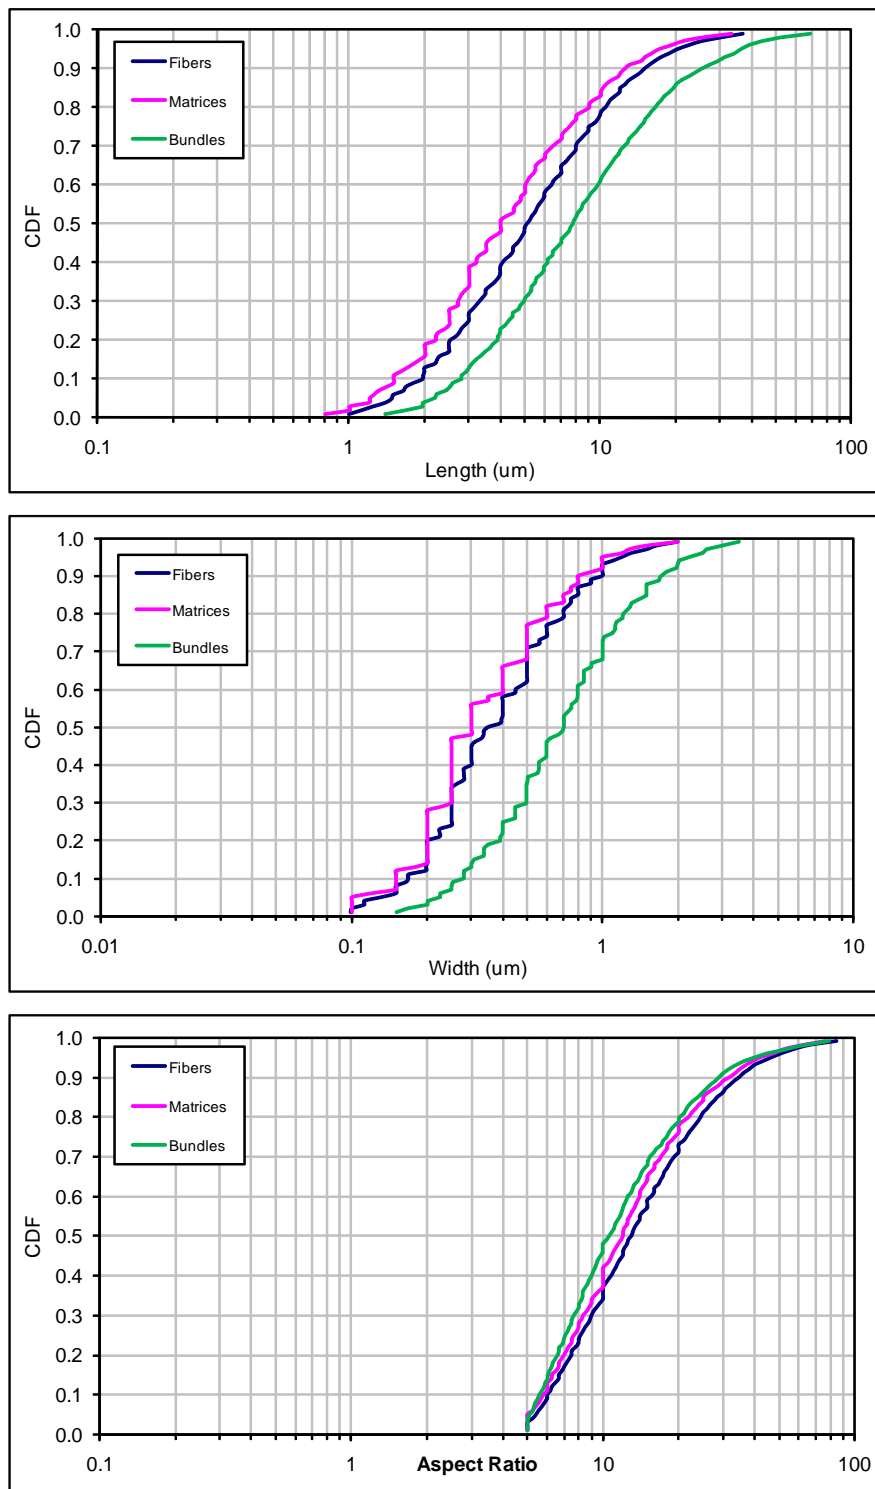 1.0
0.9
0.8
0.7
0.6
0.5
0.4
0.3
0.2
0.1
0.0
CDF
Fibers
Matrices
Bundles
0.1 1 10 100
Length (um)
1.0
0.9
0.8
0.7
0.6
0.5
0.4
0.3
0.2
0.1
0.0
CDF
Fibers
Matrices
Bundles
0.01 0.1 1 10
Width (um)
1.0
0.9
0.8
0.7
0.6
0.5
0.4
0.3
0.2
0.1
0.0
CDF
Fibers
Matrices
Bundles
0.1 1 10 100
Aspect Ratio